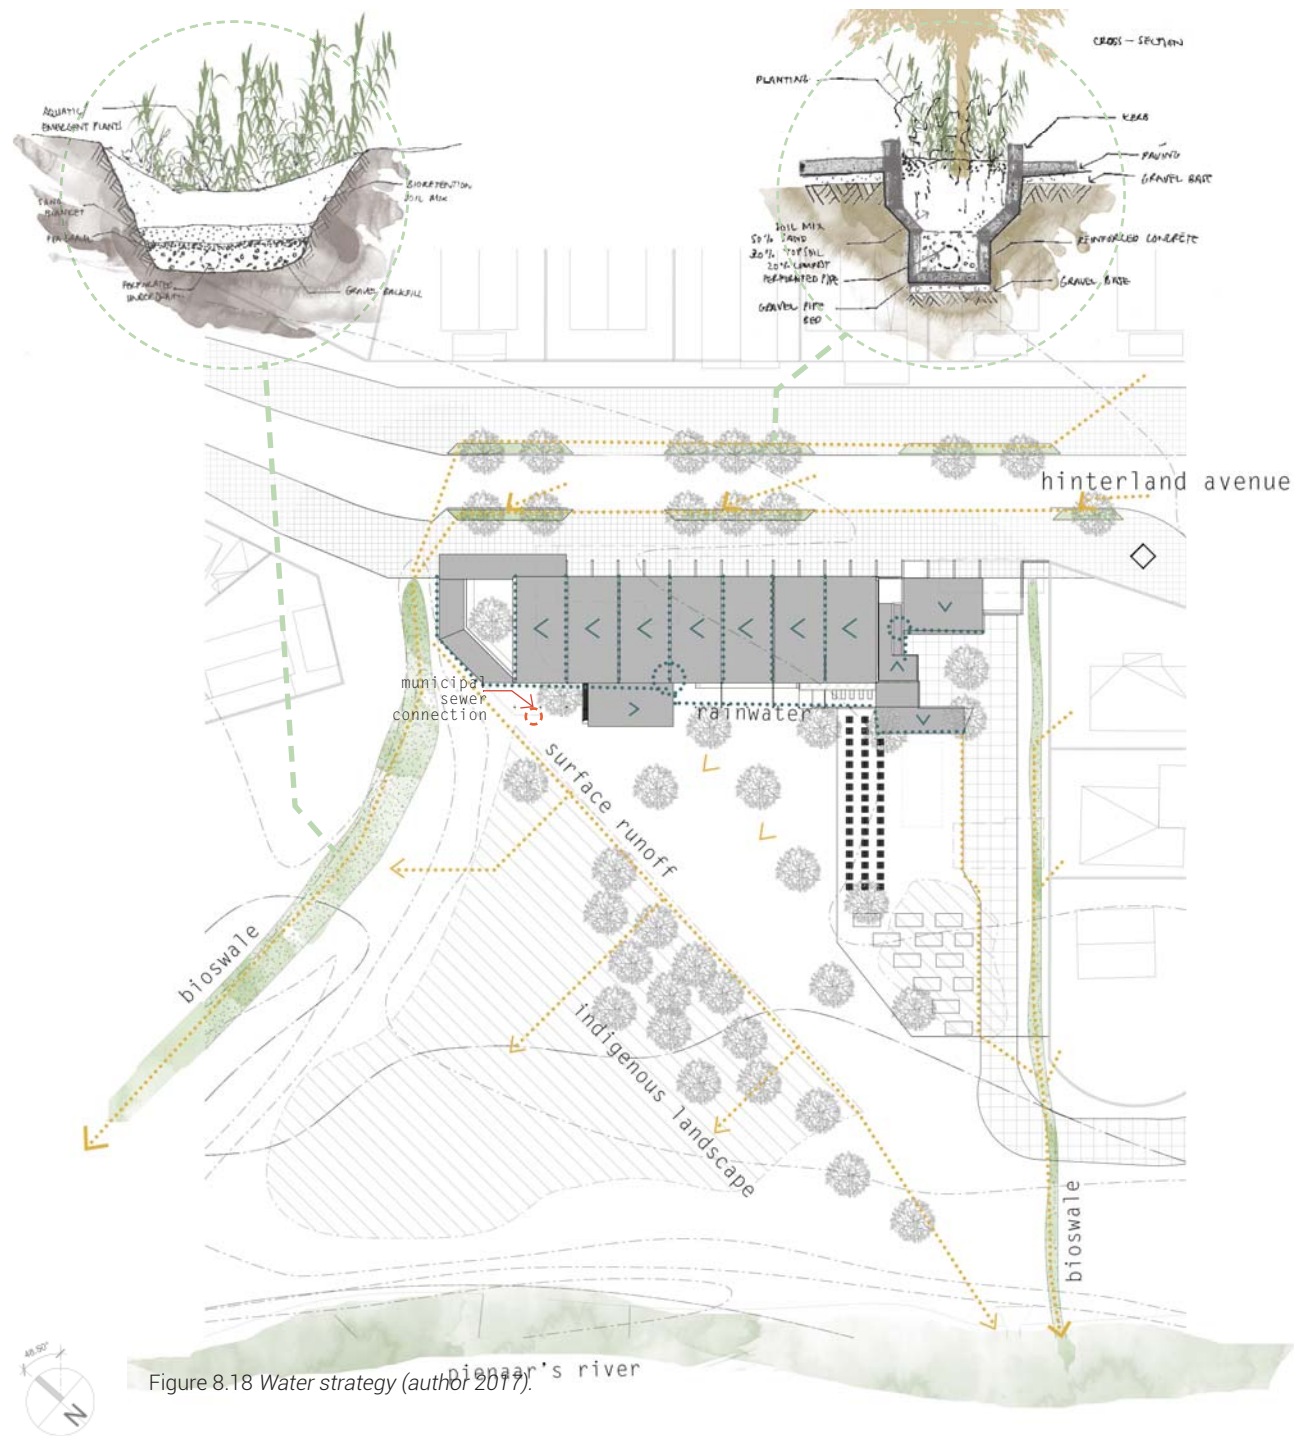 CROSS - SECTION
PLANTING
KERB
PAVING
GRAVEL BASE
SOIL MIX
50% SAND
30% TOPSOIL
20% COMPOST
PERFORATED PIPE
REINFORCED CONCRETE
GRAVEL BASE
GRAVEL PIPE
BED
AQUATIC/
EMERGENT PLANTS
BIORETENTION
SOIL MIX
SAND
BLANKET
PEA GRAVEL
PERFORATED
UNDERDRAIN
GRAVEL BACKFILL
hinterland avenue
municipal
sewer
connection
rainwater
surface runoff
bioswale
indigenous landscape
bioswale
pienaar's river
48.50°
N
Figure 8.18 Water strategy (author 2017).